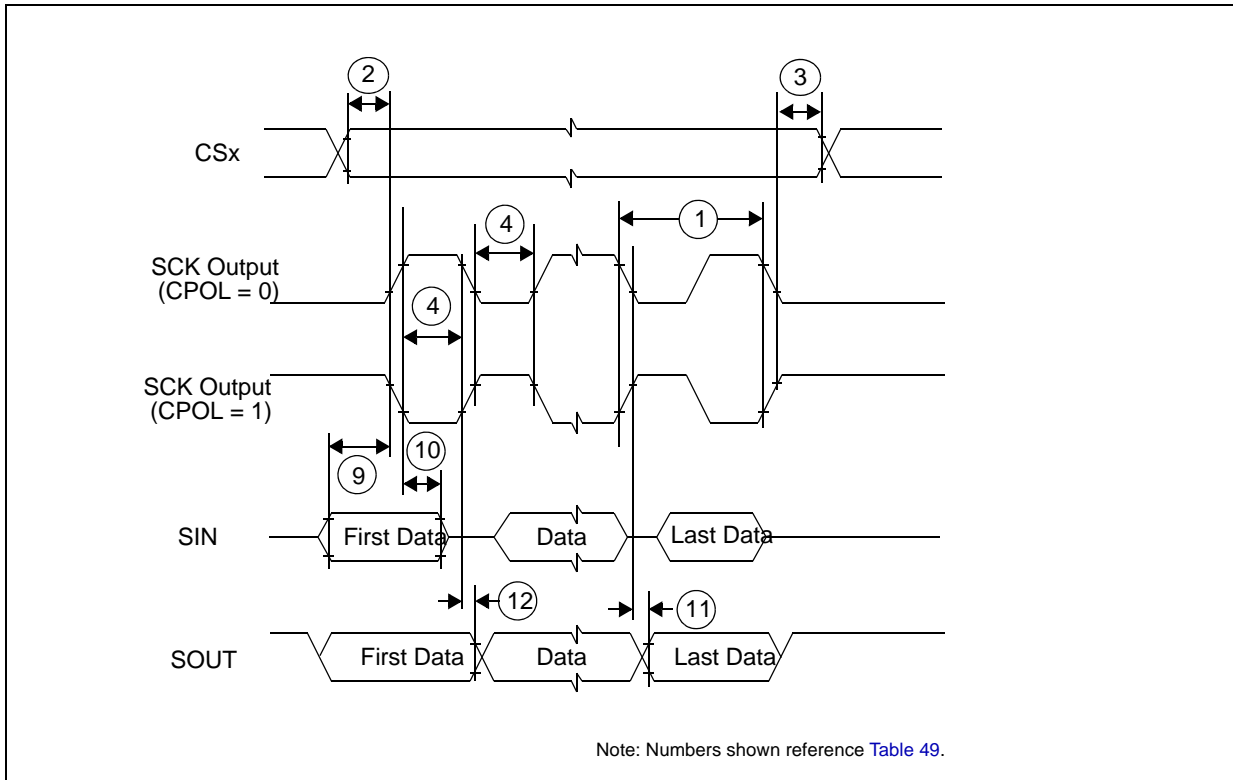 2
3
CSx
4
1
SCK Output
(CPOL = 0)
4
SCK Output
(CPOL = 1)
9
10
SIN
First Data
Data
Last Data
12
11
SOUT
First Data
Data
Last Data
Note: Numbers shown reference Table 49.